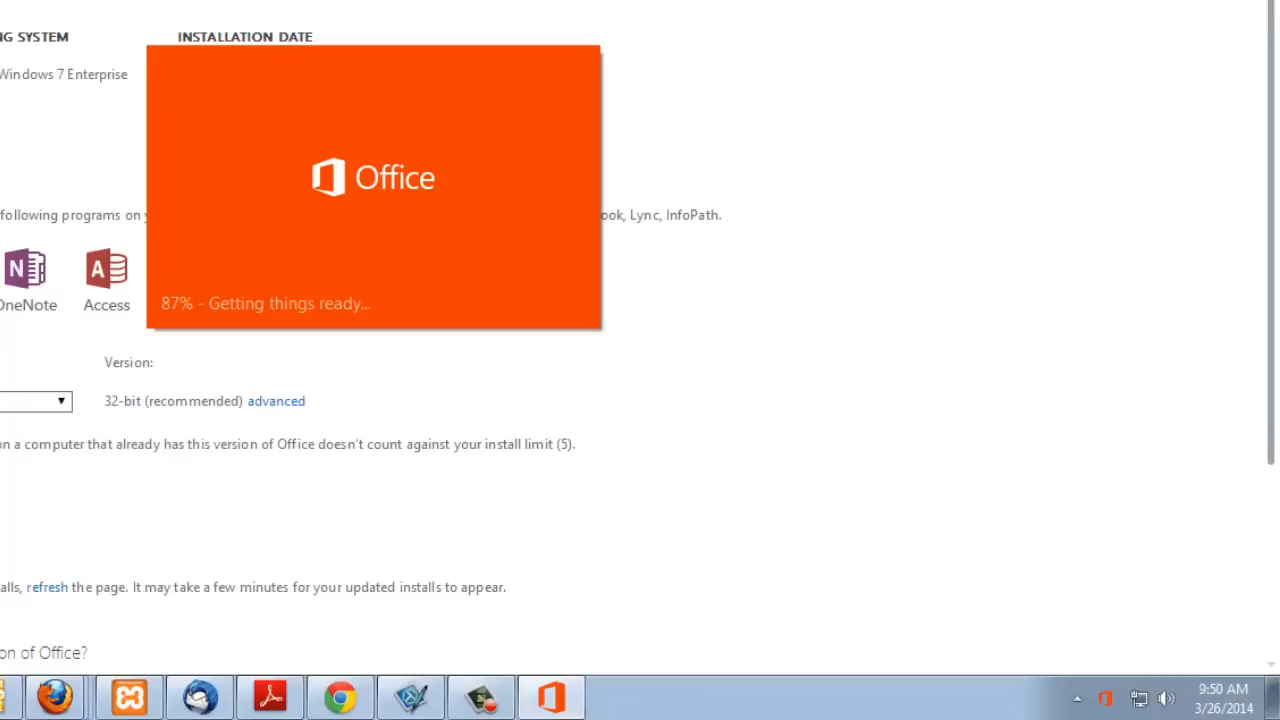 NG SYSTEM
INSTALLATION DATE
Windows 7 Enterprise
Office
following programs on y
ook, Lync, InfoPath.
N
A
OneNote
Access
87% - Getting things ready...
Version:
32-bit (recommended) advanced
on a computer that already has this version of Office doesn't count against your install limit (5).
alls, refresh the page. It may take a few minutes for your updated installs to appear.
on of Office?
9:50 AM
3/26/2014